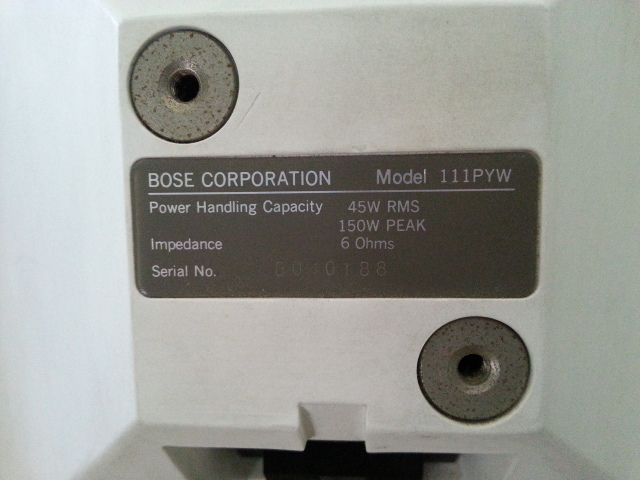 BOSE CORPORATION Model 111PYW
Power Handling Capacity 45W RMS
150W PEAK
Impedance 6 Ohms
Serial No.